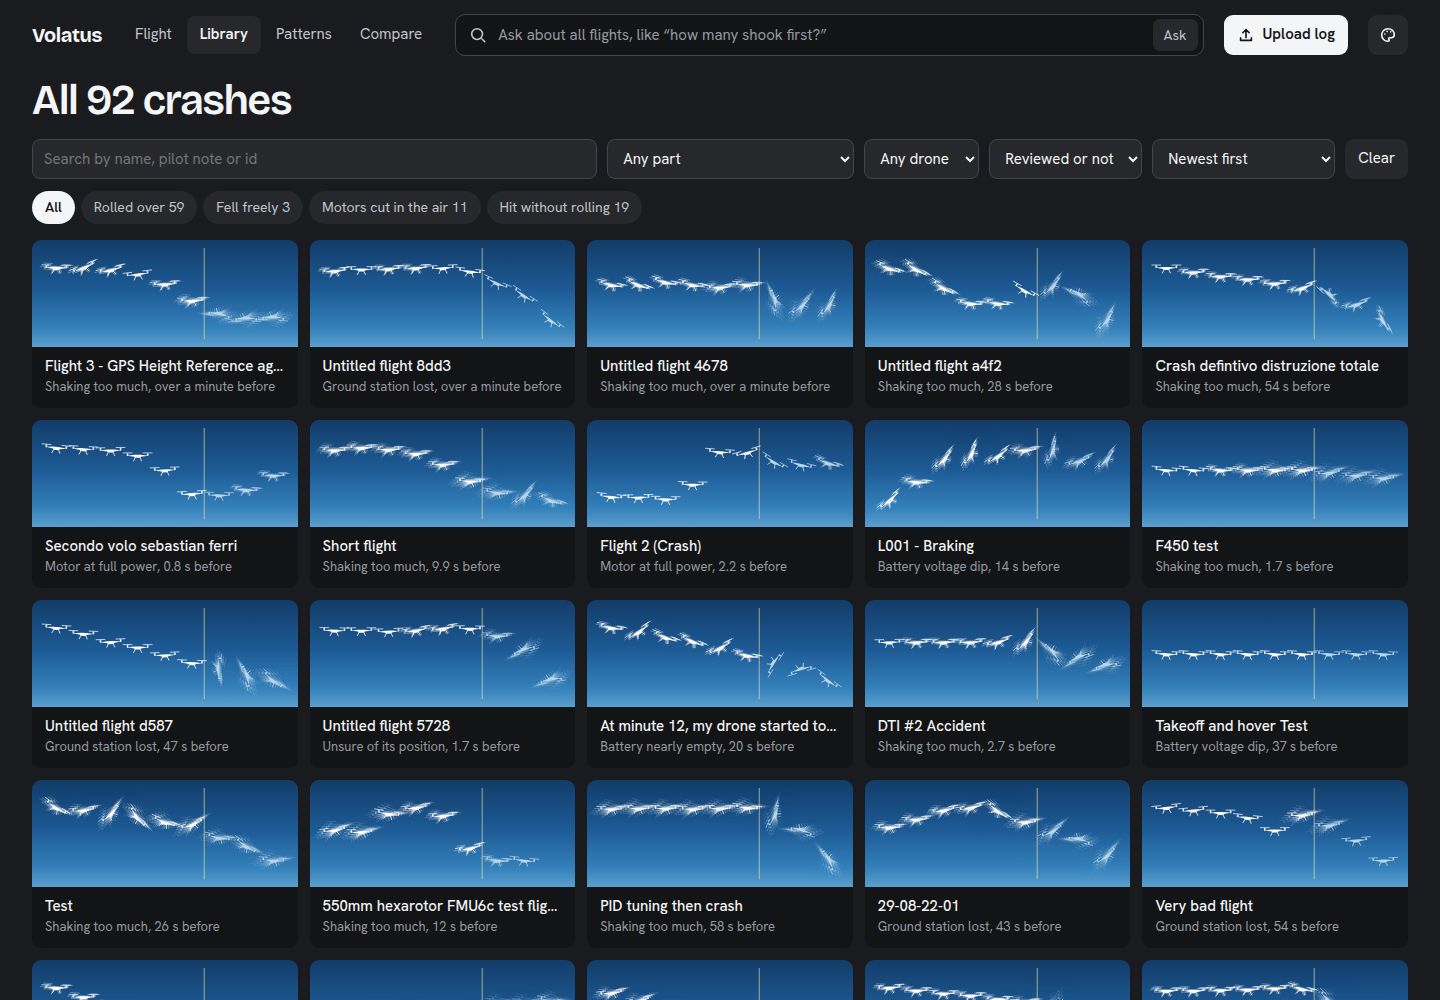 Volatus
Flight
Library
Patterns
Compare
Ask about all flights, like “how many shook first?”
Ask
Upload log
All 92 crashes
Search by name, pilot note or id
Any part
Any drone
Reviewed or not
Newest first
Clear
All
Rolled over 59
Fell freely 3
Motors cut in the air 11
Hit without rolling 19
Flight 3 - GPS Height Reference ag...
Shaking too much, over a minute before
Untitled flight 8dd3
Ground station lost, over a minute before
Untitled flight 4678
Shaking too much, over a minute before
Untitled flight a4f2
Shaking too much, 28 s before
Crash defintivo distruzione totale
Shaking too much, 54 s before
Secondo volo sebastian ferri
Motor at full power, 0.8 s before
Short flight
Shaking too much, 9.9 s before
Flight 2 (Crash)
Motor at full power, 2.2 s before
L001 - Braking
Battery voltage dip, 14 s before
F450 test
Shaking too much, 1.7 s before
Untitled flight d587
Ground station lost, 47 s before
Untitled flight 5728
Unsure of its position, 1.7 s before
At minute 12, my drone started to...
Battery nearly empty, 20 s before
DTI #2 Accident
Shaking too much, 2.7 s before
Takeoff and hover Test
Battery voltage dip, 37 s before
Test
Shaking too much, 26 s before
550mm hexarotor FMU6c test flig...
Shaking too much, 12 s before
PID tuning then crash
Shaking too much, 58 s before
29-08-22-01
Ground station lost, 43 s before
Very bad flight
Ground station lost, 54 s before